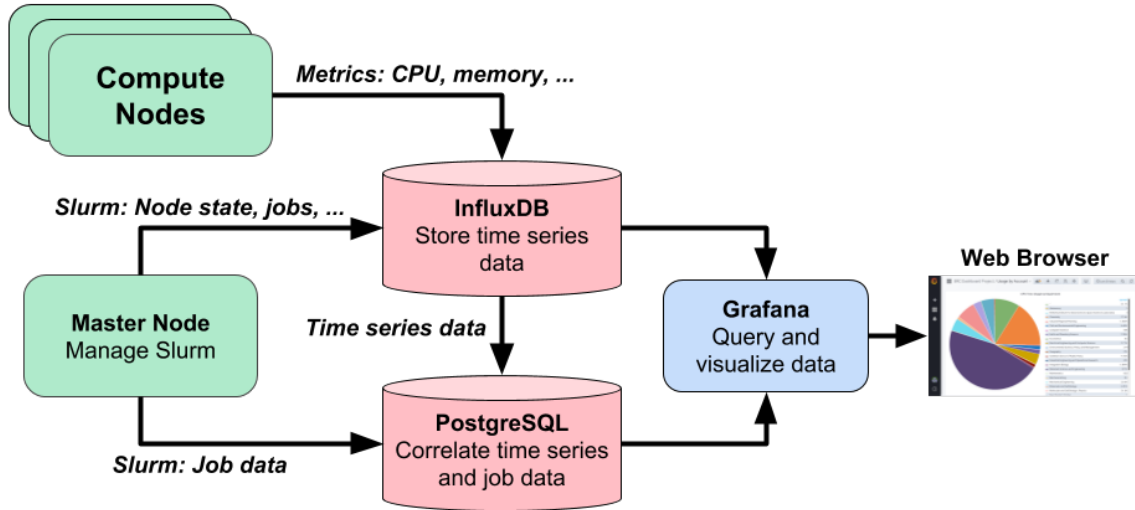 Compute
Nodes
Metrics: CPU, memory, ...
Slurm: Node state, jobs, ...
InfluxDB
Store time series
data
Master Node
Manage Slurm
Time series data
Grafana
Query and
visualize data
Web Browser
PostgreSQL
Correlate time series
and job data
Slurm: Job data